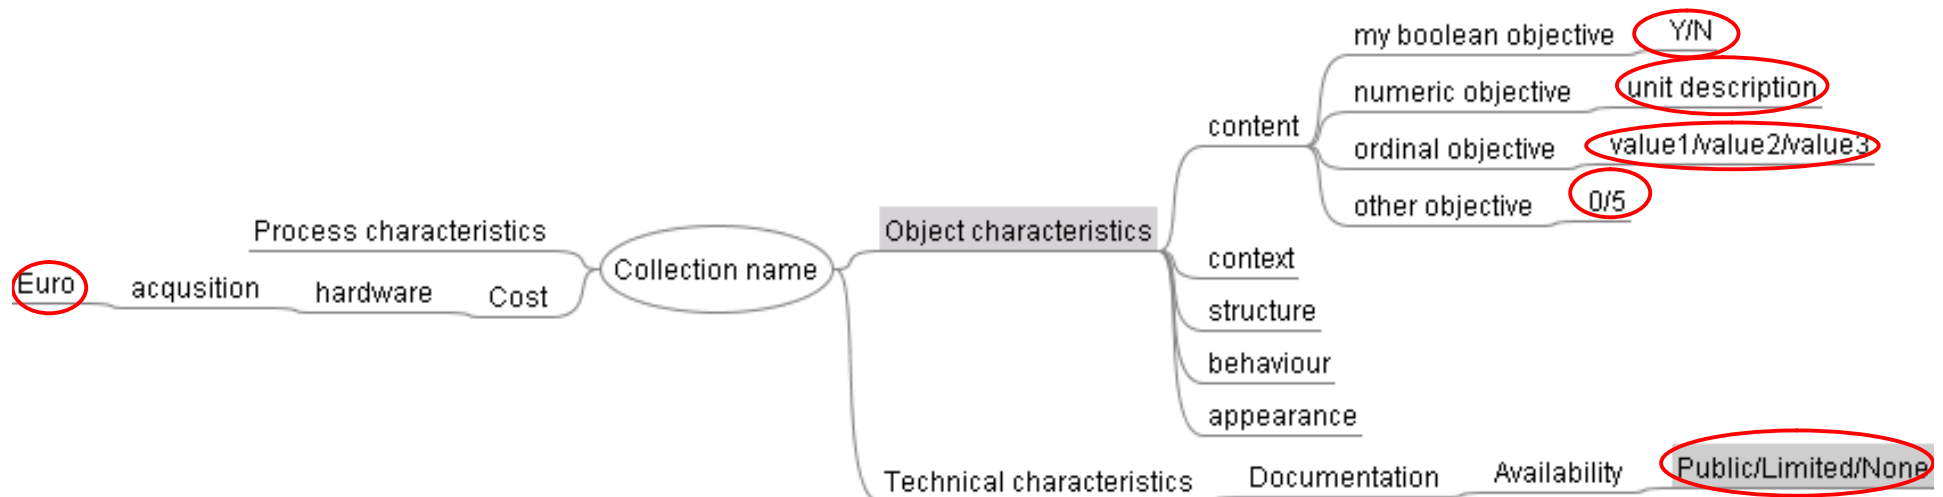 my boolean objective Y/N
numeric objective unit description
content
ordinal objective value1/value2/value3
other objective 0/5
Process characteristics
Object characteristics
Collection name
context
Euro acqusition hardware Cost
structure
behaviour
appearance
Technical characteristics Documentation Availability Public/Limited/None